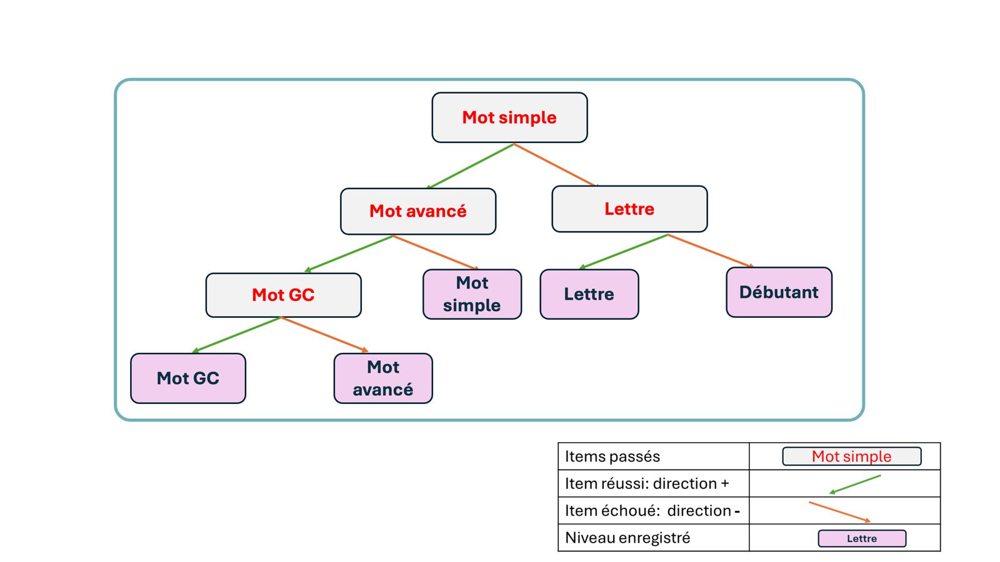 Mot simple
Mot avancé
Lettre
Mot GC
Mot
simple
Lettre
Débutant
Mot GC
Mot
avancé
Items passés
Mot simple
Item réussi: direction +
Item échoué:  direction -
Niveau enregistré
Lettre